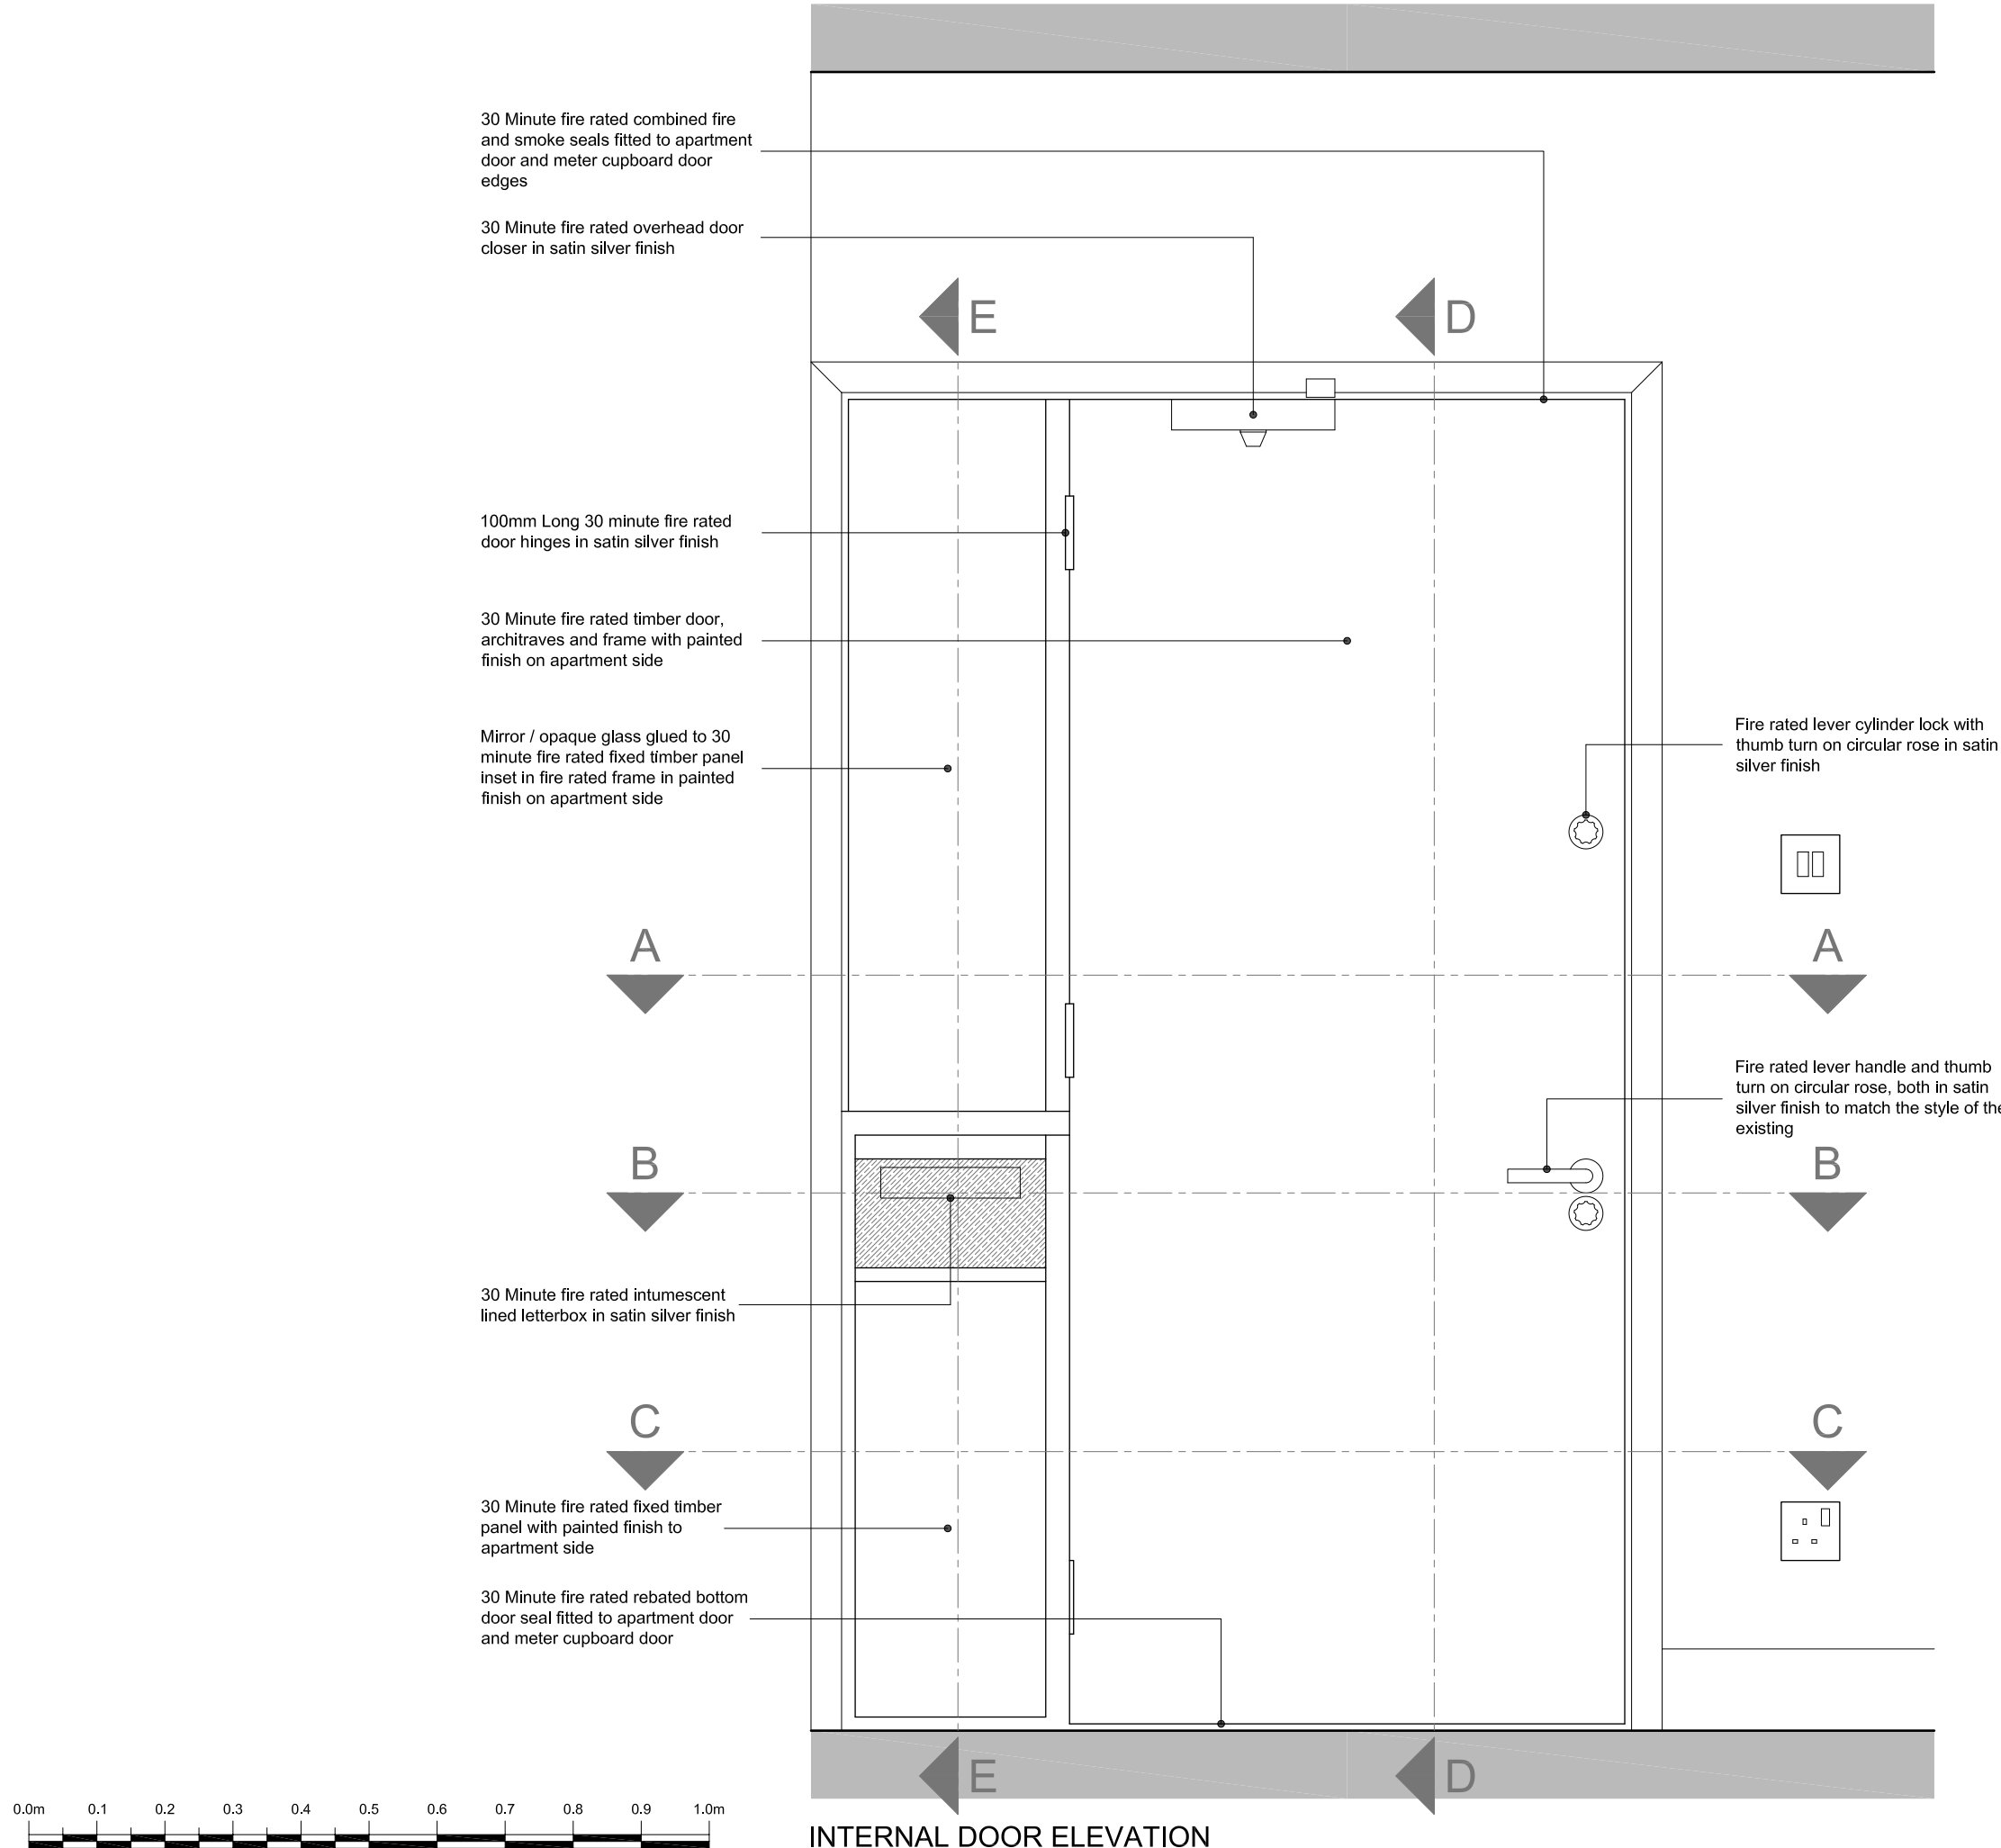 30 Minute fire rated combined fire
and smoke seals fitted to apartment
door and meter cupboard door
edges
30 Minute fire rated overhead door
closer in satin silver finish
E
D
100mm Long 30 minute fire rated
door hinges in satin silver finish
30 Minute fire rated timber door,
architraves and frame with painted
finish on apartment side
Mirror / opaque glass glued to 30
minute fire rated fixed timber panel
inset in fire rated frame in painted
finish on apartment side
Fire rated lever cylinder lock with
thumb turn on circular rose in satin
silver finish
A
A
Fire rated lever handle and thumb
turn on circular rose, both in satin
silver finish to match the style of the
existing
B
B
30 Minute fire rated intumescent
lined letterbox in satin silver finish
C
C
30 Minute fire rated fixed timber
panel with painted finish to
apartment side
30 Minute fire rated rebated bottom
door seal fitted to apartment door
and meter cupboard door
E
D
0.0m 0.1 0.2 0.3 0.4 0.5 0.6 0.7 0.8 0.9 1.0m
INTERNAL DOOR ELEVATION